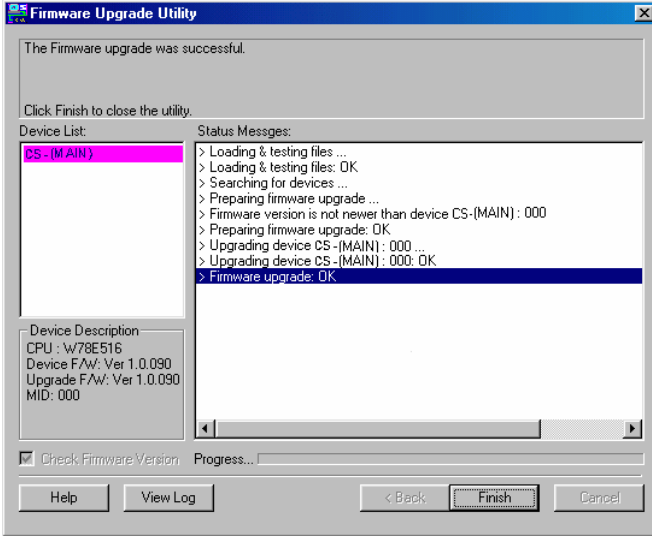 Firmware Upgrade Utility
The Firmware upgrade was successful.
Click Finish to close the utility.
Device List:
Status Messges:
CS-(MAIN)
> Loading & testing files ...
> Loading & testing files: OK
> Searching for devices ...
> Preparing firmware upgrade ...
> Firmware version is not newer than device CS-(MAIN) : 000
> Preparing firmware upgrade: OK
> Upgrading device CS-(MAIN) : 000 ...
> Upgrading device CS-(MAIN) : 000: OK
> Firmware upgrade: OK
Device Description
CPU : W78E516
Device F/W: Ver 1.0.090
Upgrade F/W: Ver 1.0.090
MID: 000
Check Firmware Version
Progress...
Help
View Log
< Back
Finish
Cancel